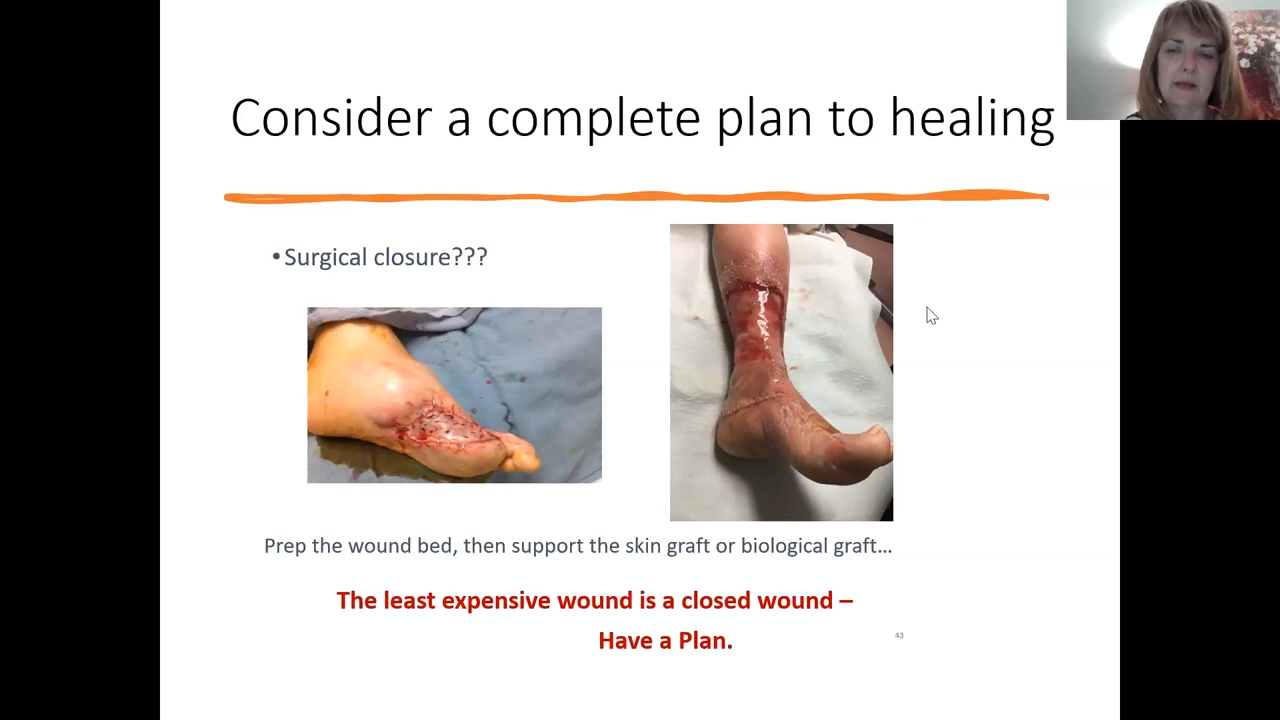 Consider a complete plan to healing
•Surgical closure???
Prep the wound bed, then support the skin graft or biological graft…
The least expensive wound is a closed wound –
Have a Plan.
43